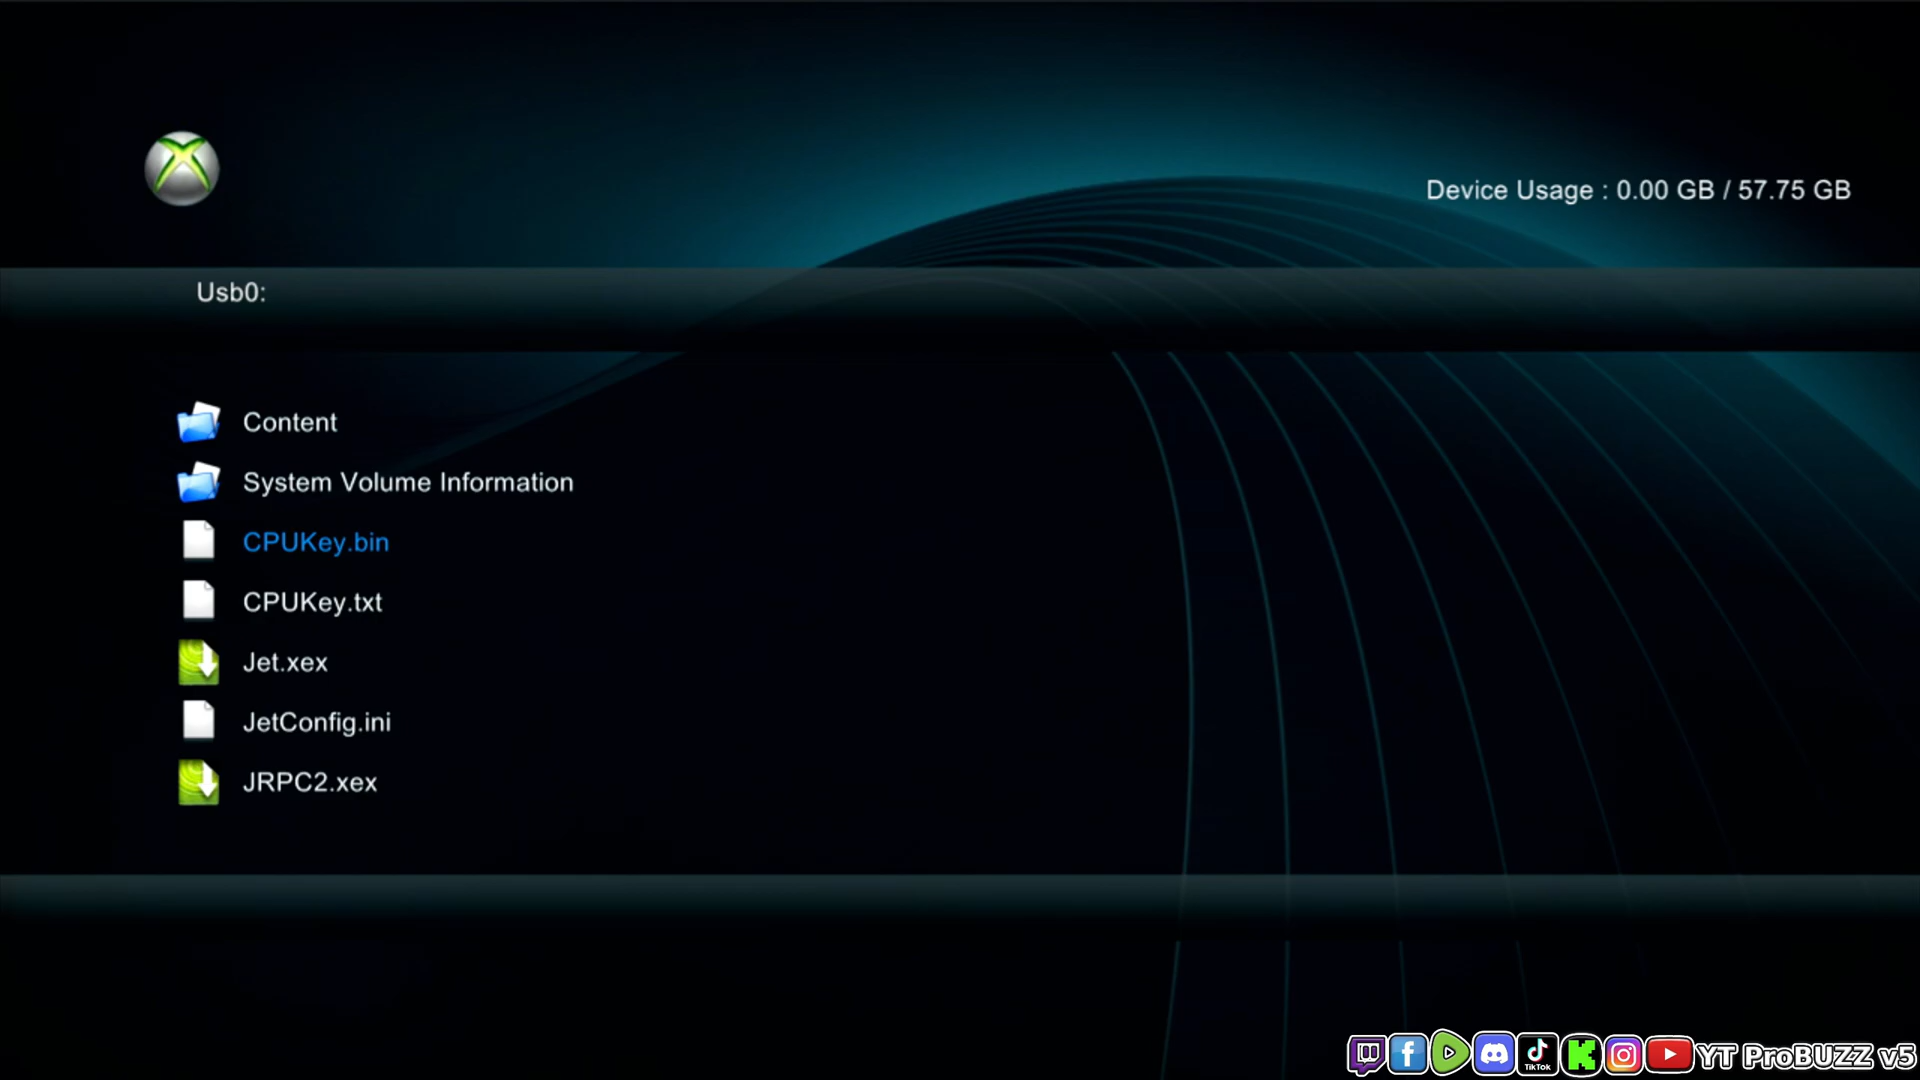 Device Usage : 0.00 GB / 57.75 GB
Usb0:
Content
System Volume Information
CPUKey.bin
CPUKey.txt
Jet.xex
JetConfig.ini
JRPC2.xex
TikTok
YT ProBUZZ v5